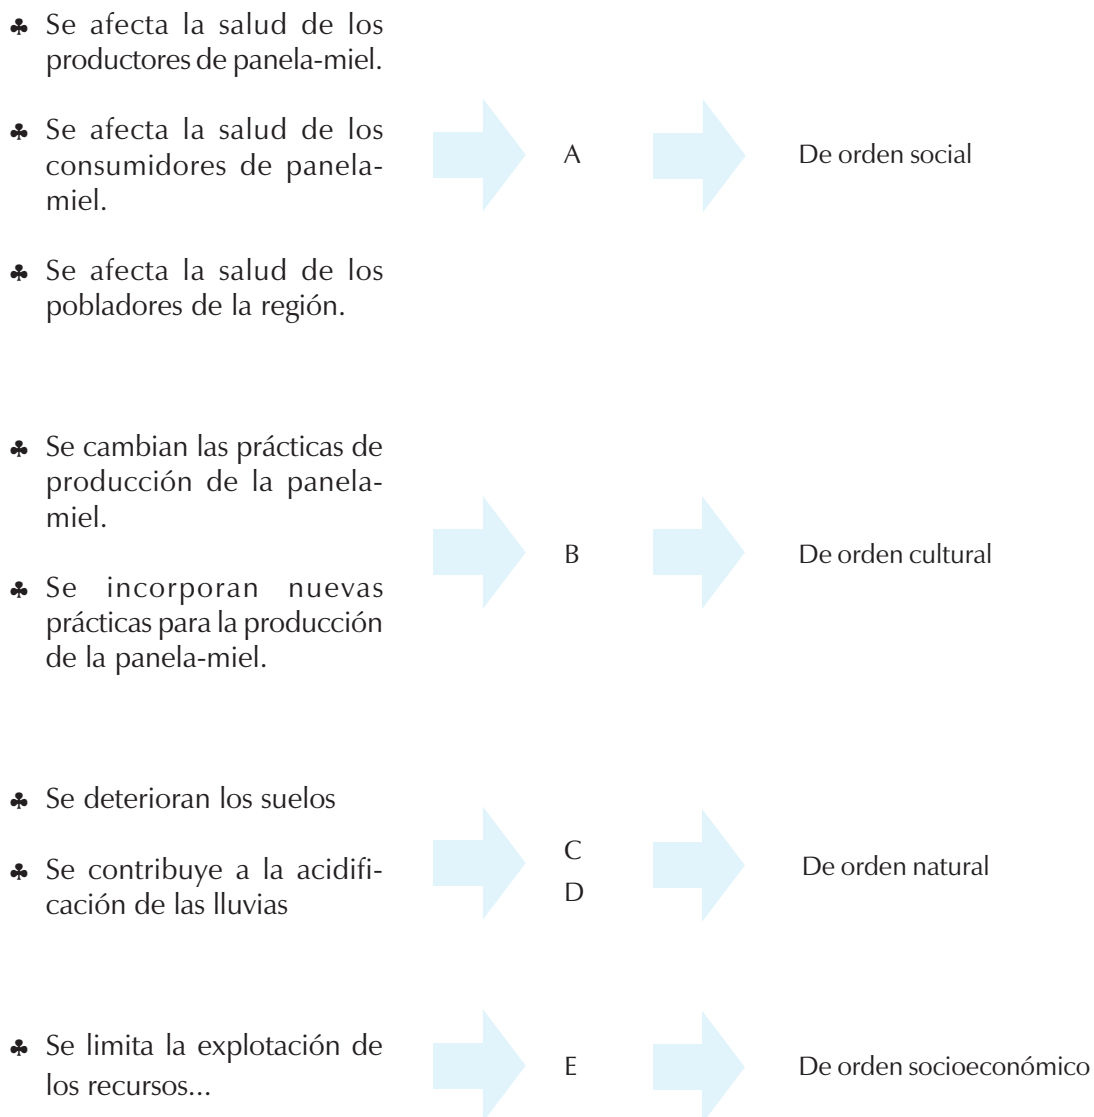 ♣ Se afecta la salud de los
productores de panela-miel.
♣ Se afecta la salud de los
consumidores de panela-
miel.
♣ Se afecta la salud de los
pobladores de la región.
A
De orden social
♣ Se cambian las prácticas de
producción de la panela-
miel.
♣ Se incorporan nuevas
prácticas para la producción
de la panela-miel.
B
De orden cultural
♣ Se deterioran los suelos
♣ Se contribuye a la acidifi-
cación de las lluvias
C
D
De orden natural
♣ Se limita la explotación de
los recursos...
E
De orden socioeconómico